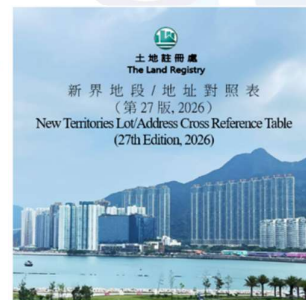 土地註冊處
The Land Registry
新界地段/地址對照表
（第27版, 2026）
New Territories Lot/Address Cross Reference Table
(27th Edition, 2026)